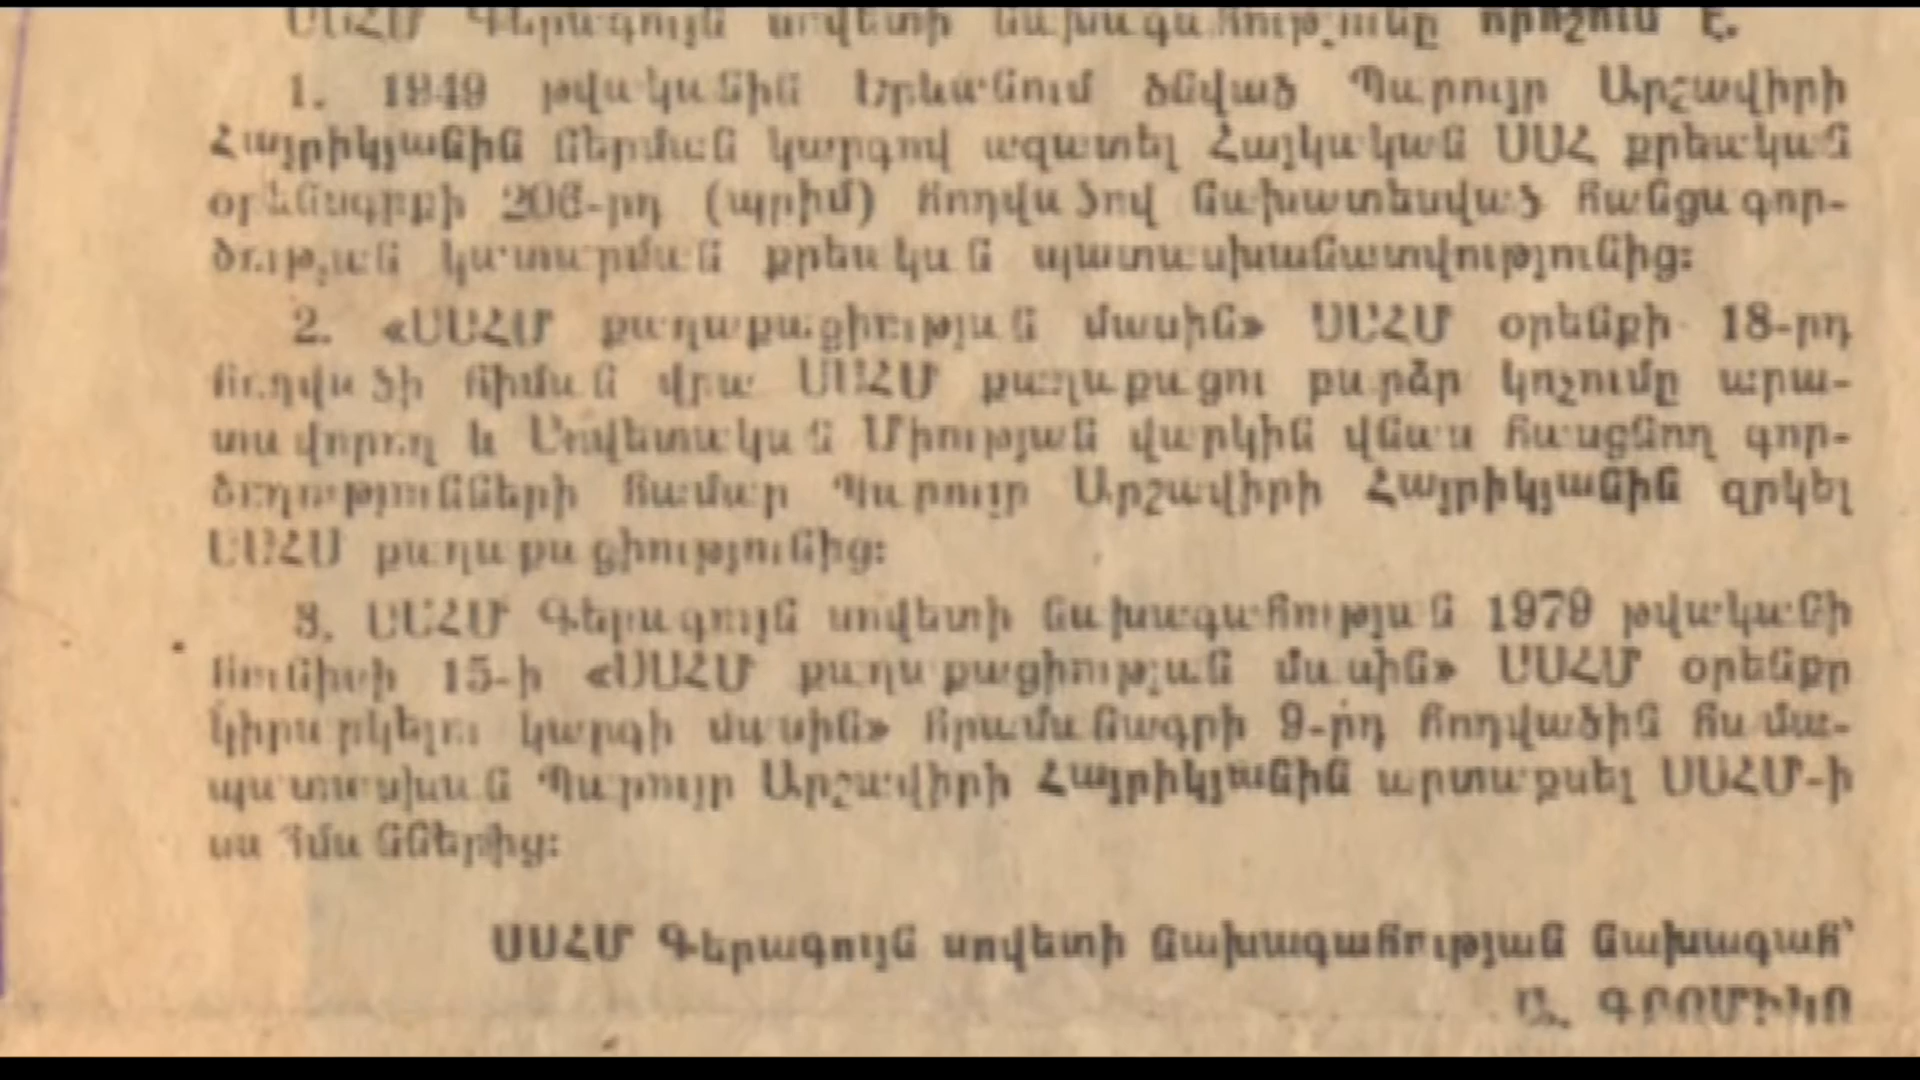 ՍՍՀՄ Գերագույն սովետի նախագահությունը որոշում է.
1. 1949 թվականին Երևանում ծնված Պարույր Արշավիրի
Հայրիկյանին ներման կարգով ազատել Հայկական ՍՍՀ քրեական
օրենսգրքի 206-րդ (պրիմ) հոդվածով նախատեսված հանցագոր-
ծության կատարման քրեական պատասխանատվությունից։
2. «ՍՍՀՄ քաղաքացիության մասին» ՍՍՀՄ օրենքի 18-րդ
հոդվածի հիման վրա ՍՍՀՄ քաղաքացու բարձր կոչումը արա-
տավորող և Սովետական Միության վարկին վնաս հասցնող գոր-
ծողությունների համար Պարույր Արշավիրի Հայրիկյանին զրկել
ՍՍՀՄ քաղաքացիությունից։
3. ՍՍՀՄ Գերագույն սովետի նախագահության 1979 թվականի
հունիսի 15-ի «ՍՍՀՄ քաղաքացիության մասին» ՍՍՀՄ օրենքը
կիրարկելու կարգի մասին» հրամանագրի 9-րդ հոդվածին համա-
պատասխան Պարույր Արշավիրի Հայրիկյանին արտաքսել ՍՍՀՄ-ի
սահմաններից։
ՍՍՀՄ Գերագույն սովետի նախագահության նախագահ՝
Ա. ԳՐՈՄԻԿՈ